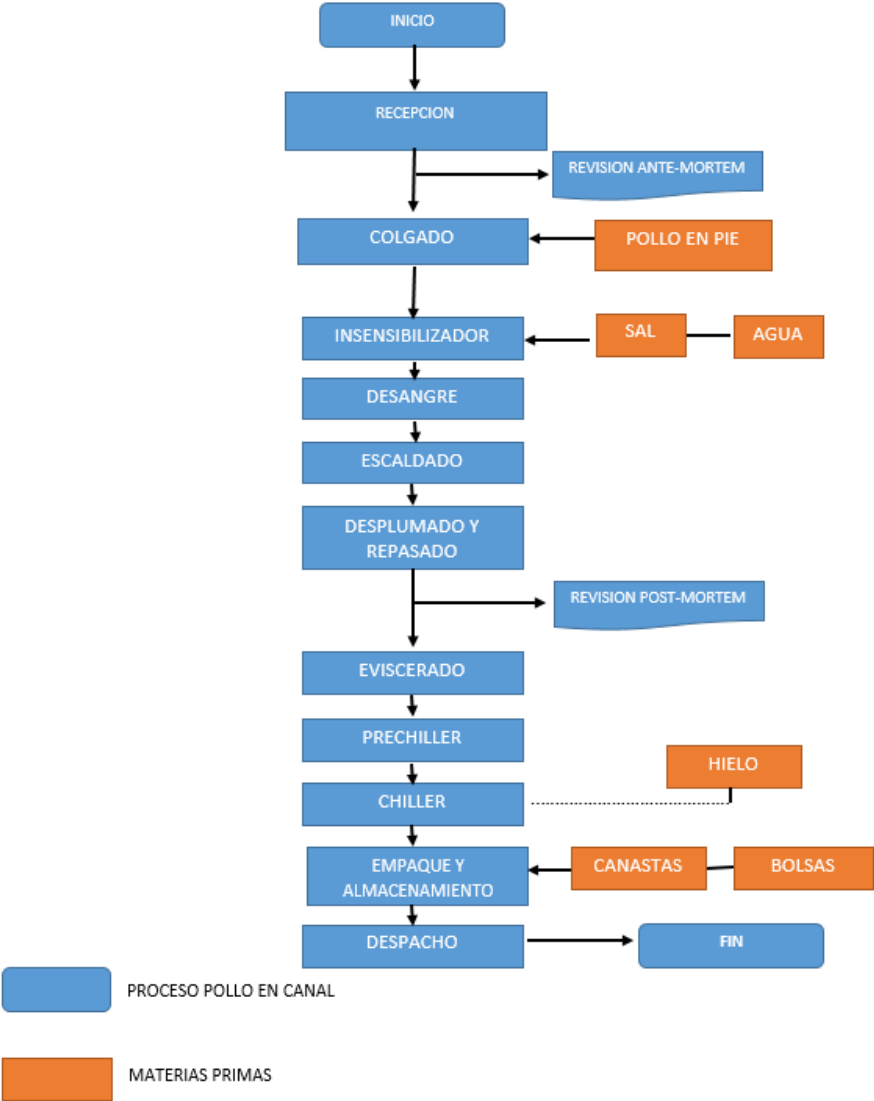 INICIO
RECEPCION
REVISION ANTE-MORTEM
COLGADO
POLLO EN PIE
INSENSIBILIZADOR
SAL
AGUA
DESANGRE
ESCALDADO
DESPLUMADO Y
REPASADO
REVISION POST-MORTEM
EVISCERADO
PRECHILLER
HIELO
CHILLER
EMPAQUE Y
ALMACENAMIENTO
CANASTAS
BOLSAS
DESPACHO
FIN
PROCESO POLLO EN CANAL
MATERIAS PRIMAS